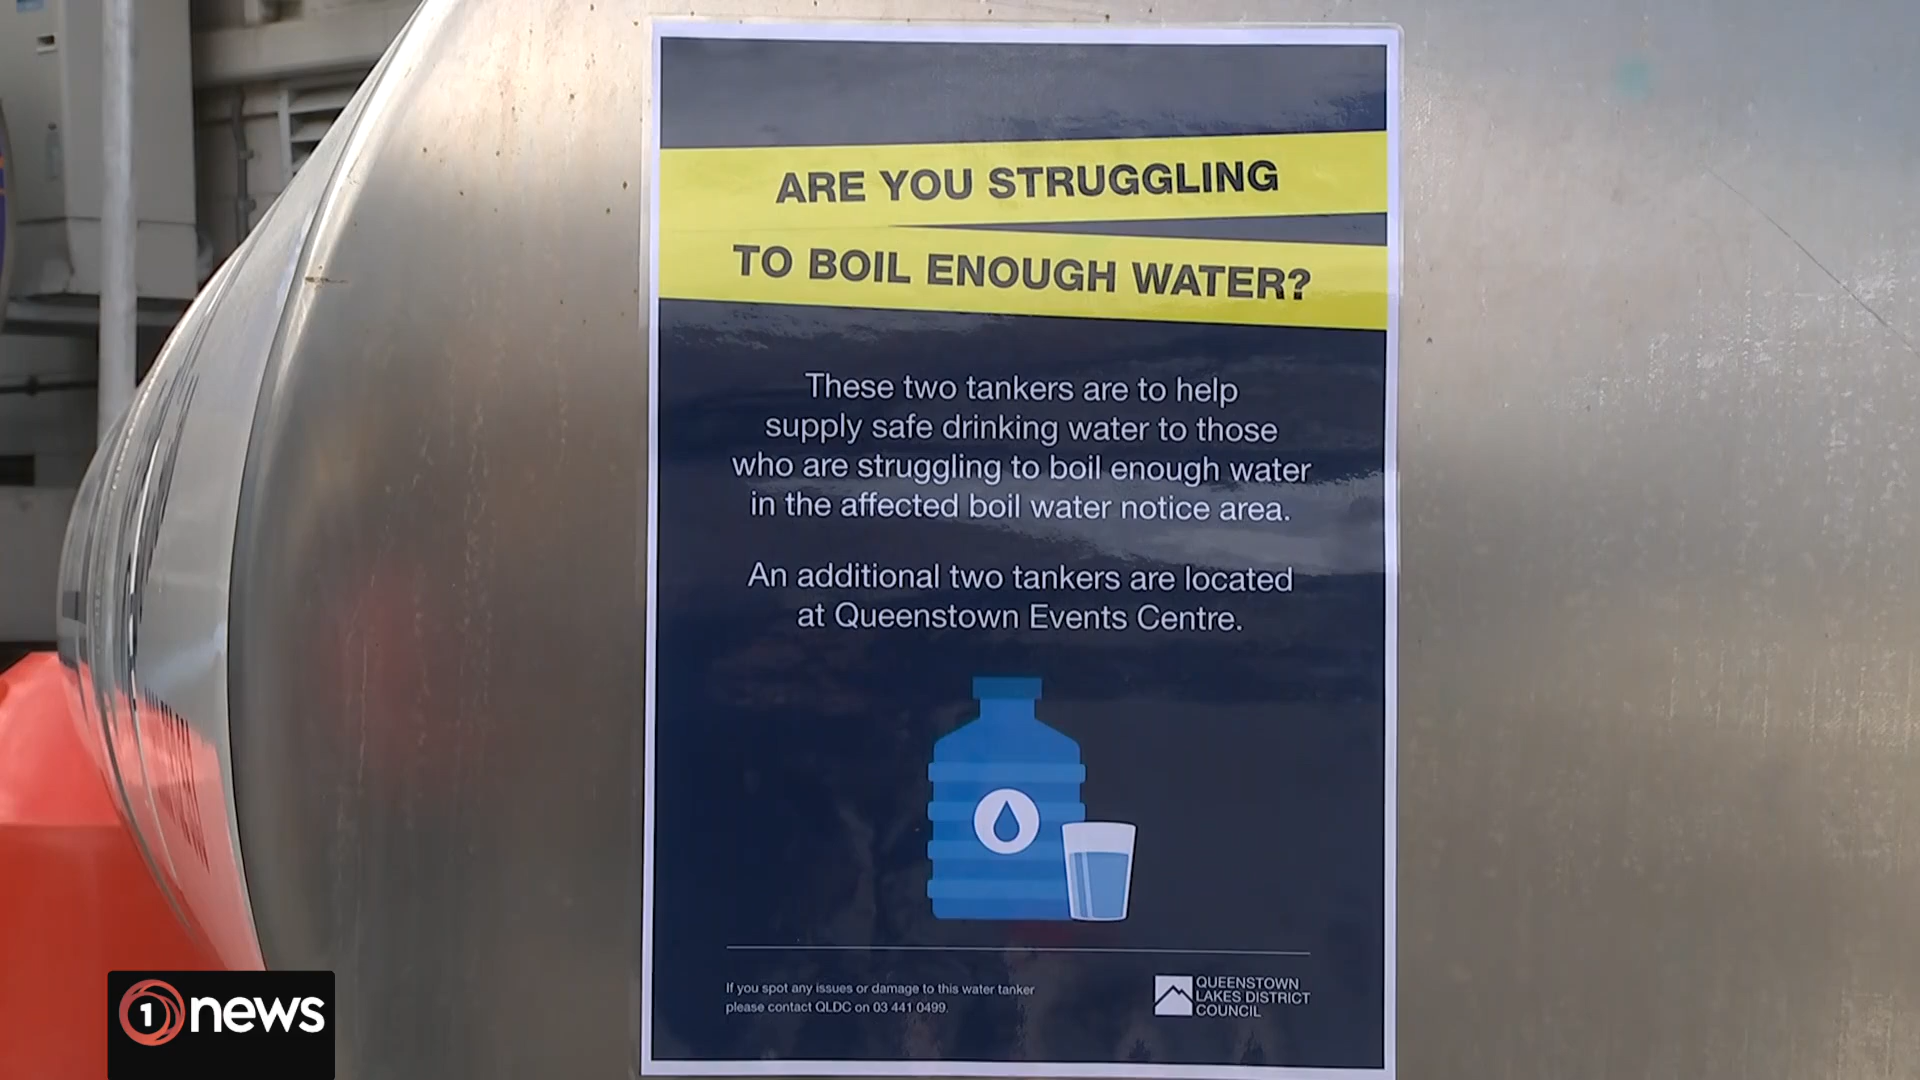 ARE YOU STRUGGLING
TO BOIL ENOUGH WATER?
These two tankers are to help
supply safe drinking water to those
who are struggling to boil enough water
in the affected boil water notice area.
An additional two tankers are located
at Queenstown Events Centre.
If you spot any issues or damage to this water tanker
please contact QLDC on 03 441 0499.
QUEENSTOWN
LAKES DISTRICT
COUNCIL
1news